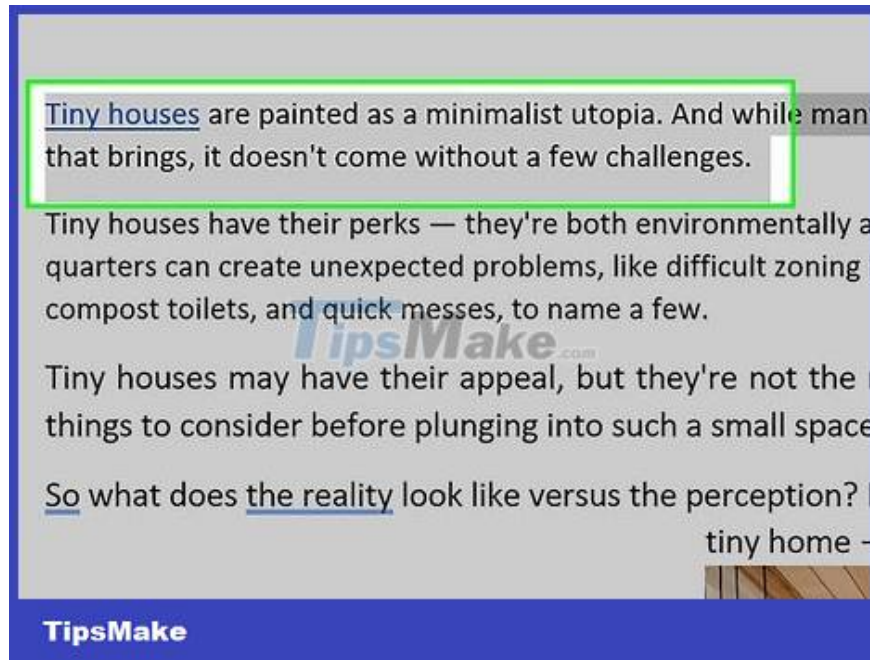 Tiny houses are painted as a minimalist utopia. And while man
that brings, it doesn't come without a few challenges.
Tiny houses have their perks — they're both environmentally a
quarters can create unexpected problems, like difficult zoning
compost toilets, and quick messes, to name a few.
TipsMake.com
Tiny houses may have their appeal, but they're not the
things to consider before plunging into such a small space
So what does the reality look like versus the perception?
tiny home -
TipsMake